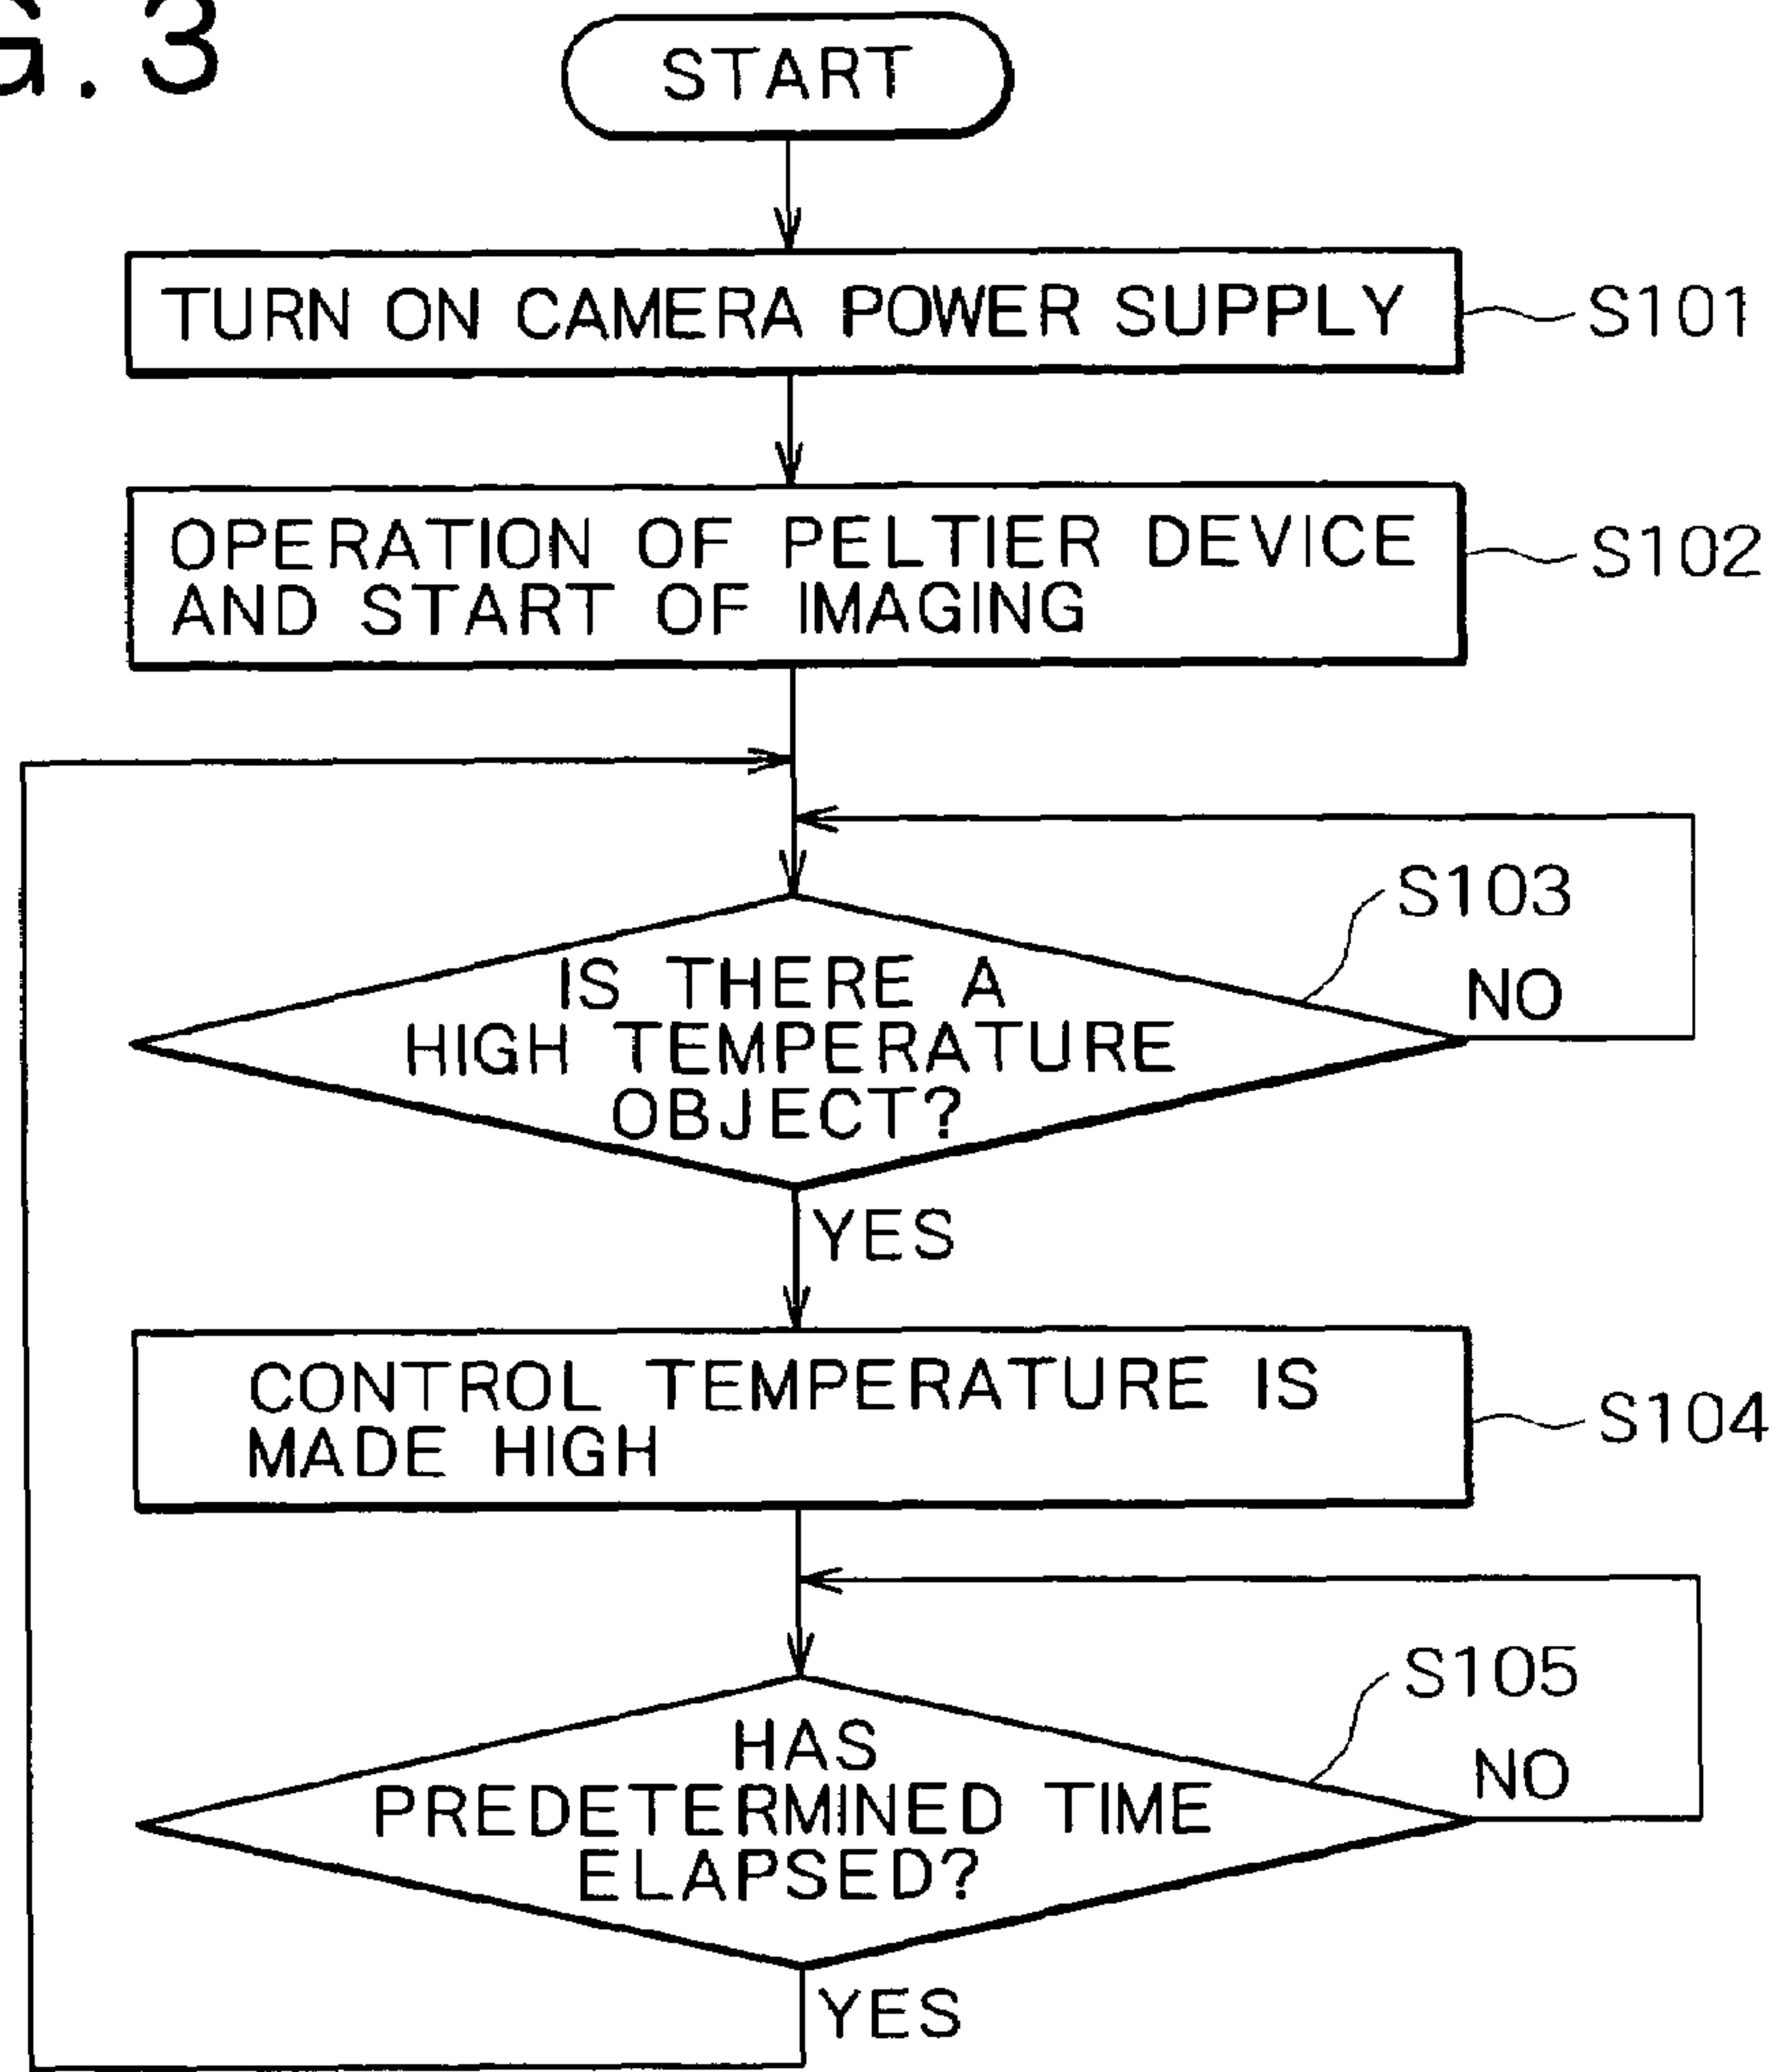 G. 3
START
TURN ON CAMERA POWER SUPPLY
S101
OPERATION OF PELTIER DEVICE
AND START OF IMAGING
S102
S103
NO
IS THERE A
HIGH TEMPERATURE
OBJECT?
YES
CONTROL TEMPERATURE IS
MADE HIGH
S104
S105
NO
HAS
PREDETERMINED TIME
ELAPSED?
YES